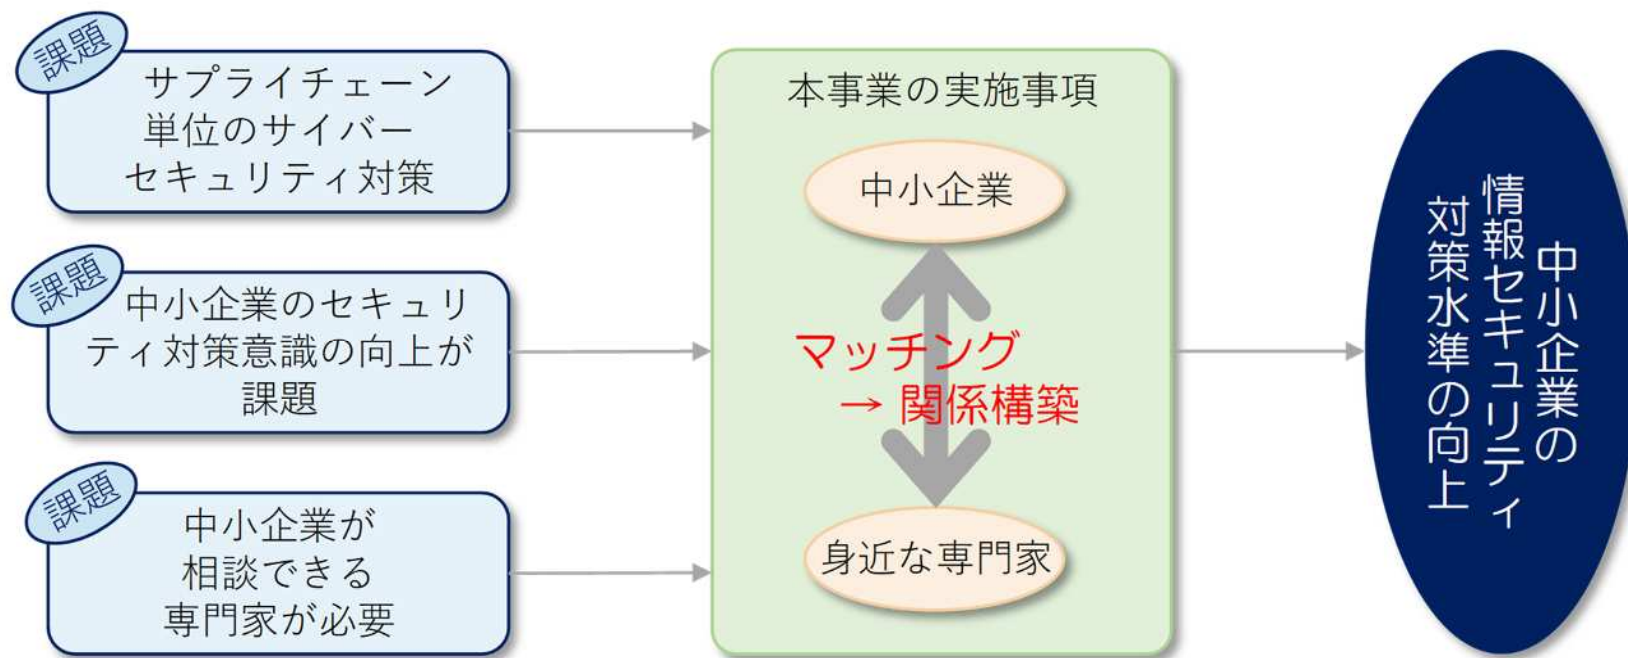 課題
サプライチェーン
単位のサイバー
セキュリティ対策
課題
中小企業のセキュリ
ティ対策意識の向上が
課題
課題
中小企業が
相談できる
専門家が必要
本事業の実施事項
中小企業
マッチング
→ 関係構築
身近な専門家
中小企業の
情報セキュリティ
対策水準の向上